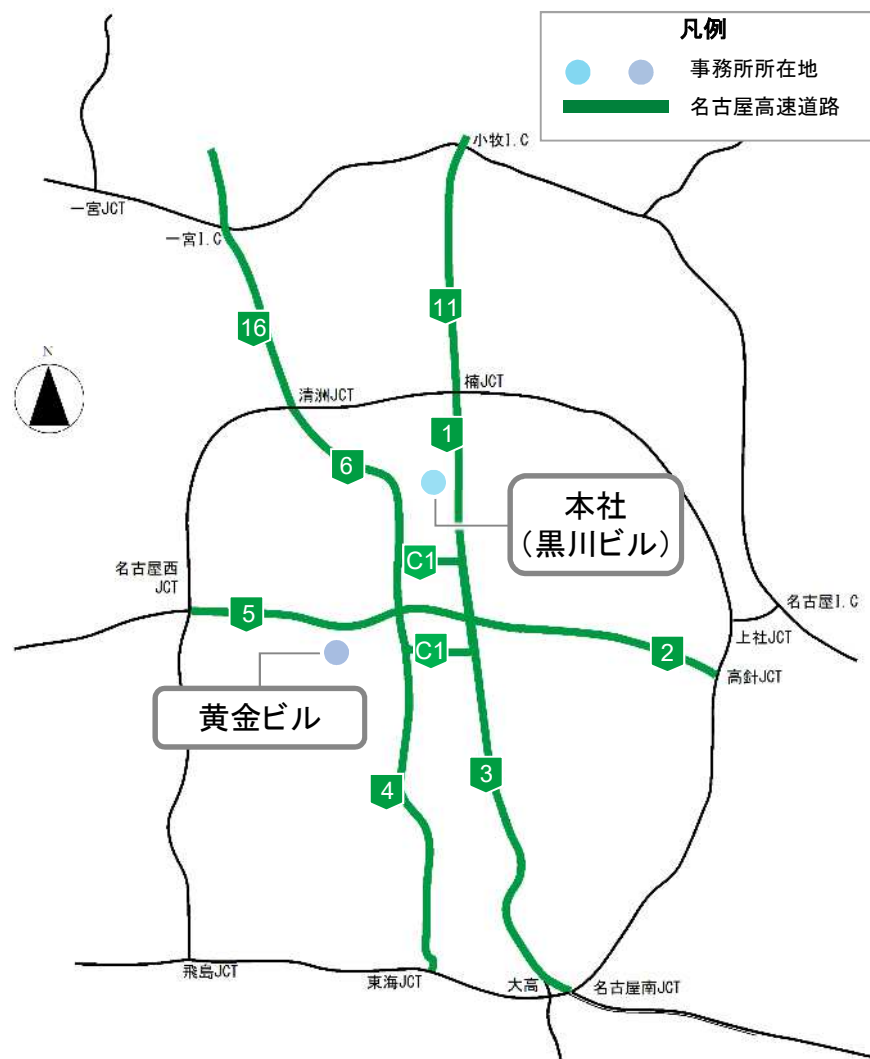 凡例
事務所所在地
名古屋高速道路
小牧I.C
一宮JCT
一宮I.C
11
16
N
清洲JCT
楠JCT
1
6
本社
（黒川ビル）
C1
名古屋西
JCT
5
名古屋I.C
上社JCT
C1
2
高針JCT
黄金ビル
3
4
飛島JCT
東海JCT
大高
名古屋南JCT